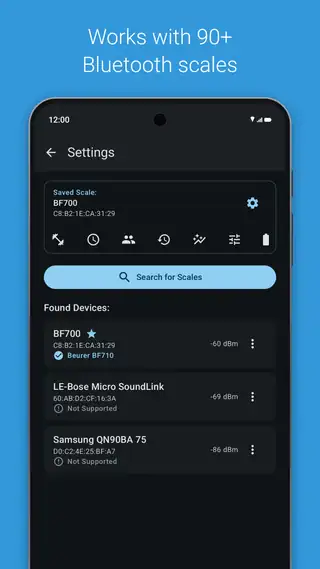 Works with 90+
Bluetooth scales
12:00
Settings
Saved Scale:
BF700
C8:B2:1E:CA:31:29
Search for Scales
Found Devices:
BF700
C8:B2:1E:CA:31:29
Beurer BF710
-60 dBm
LE-Bose Micro SoundLink
60:AB:D2:CF:16:3A
Not Supported
-69 dBm
Samsung QN90BA 75
D0:C2:4E:25:BF:A7
Not Supported
-86 dBm